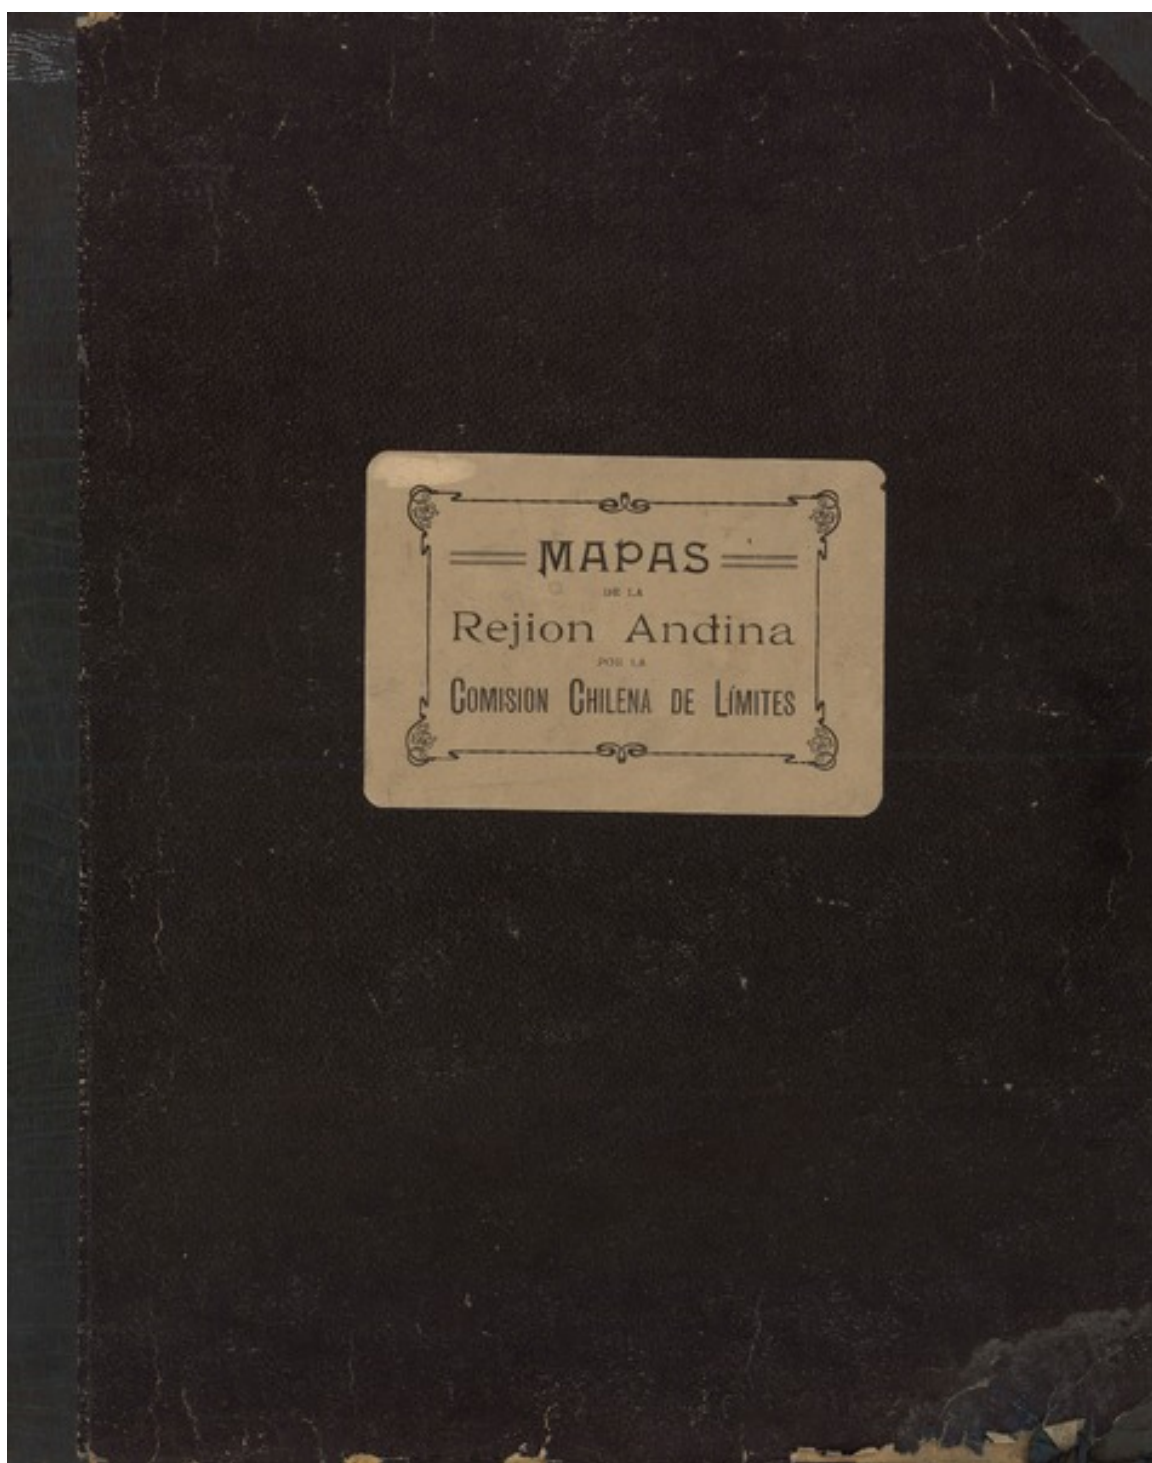 MAPAS
DE LA
Rejion Andina
POR LA
COMISION CHILENA DE LÍMITES